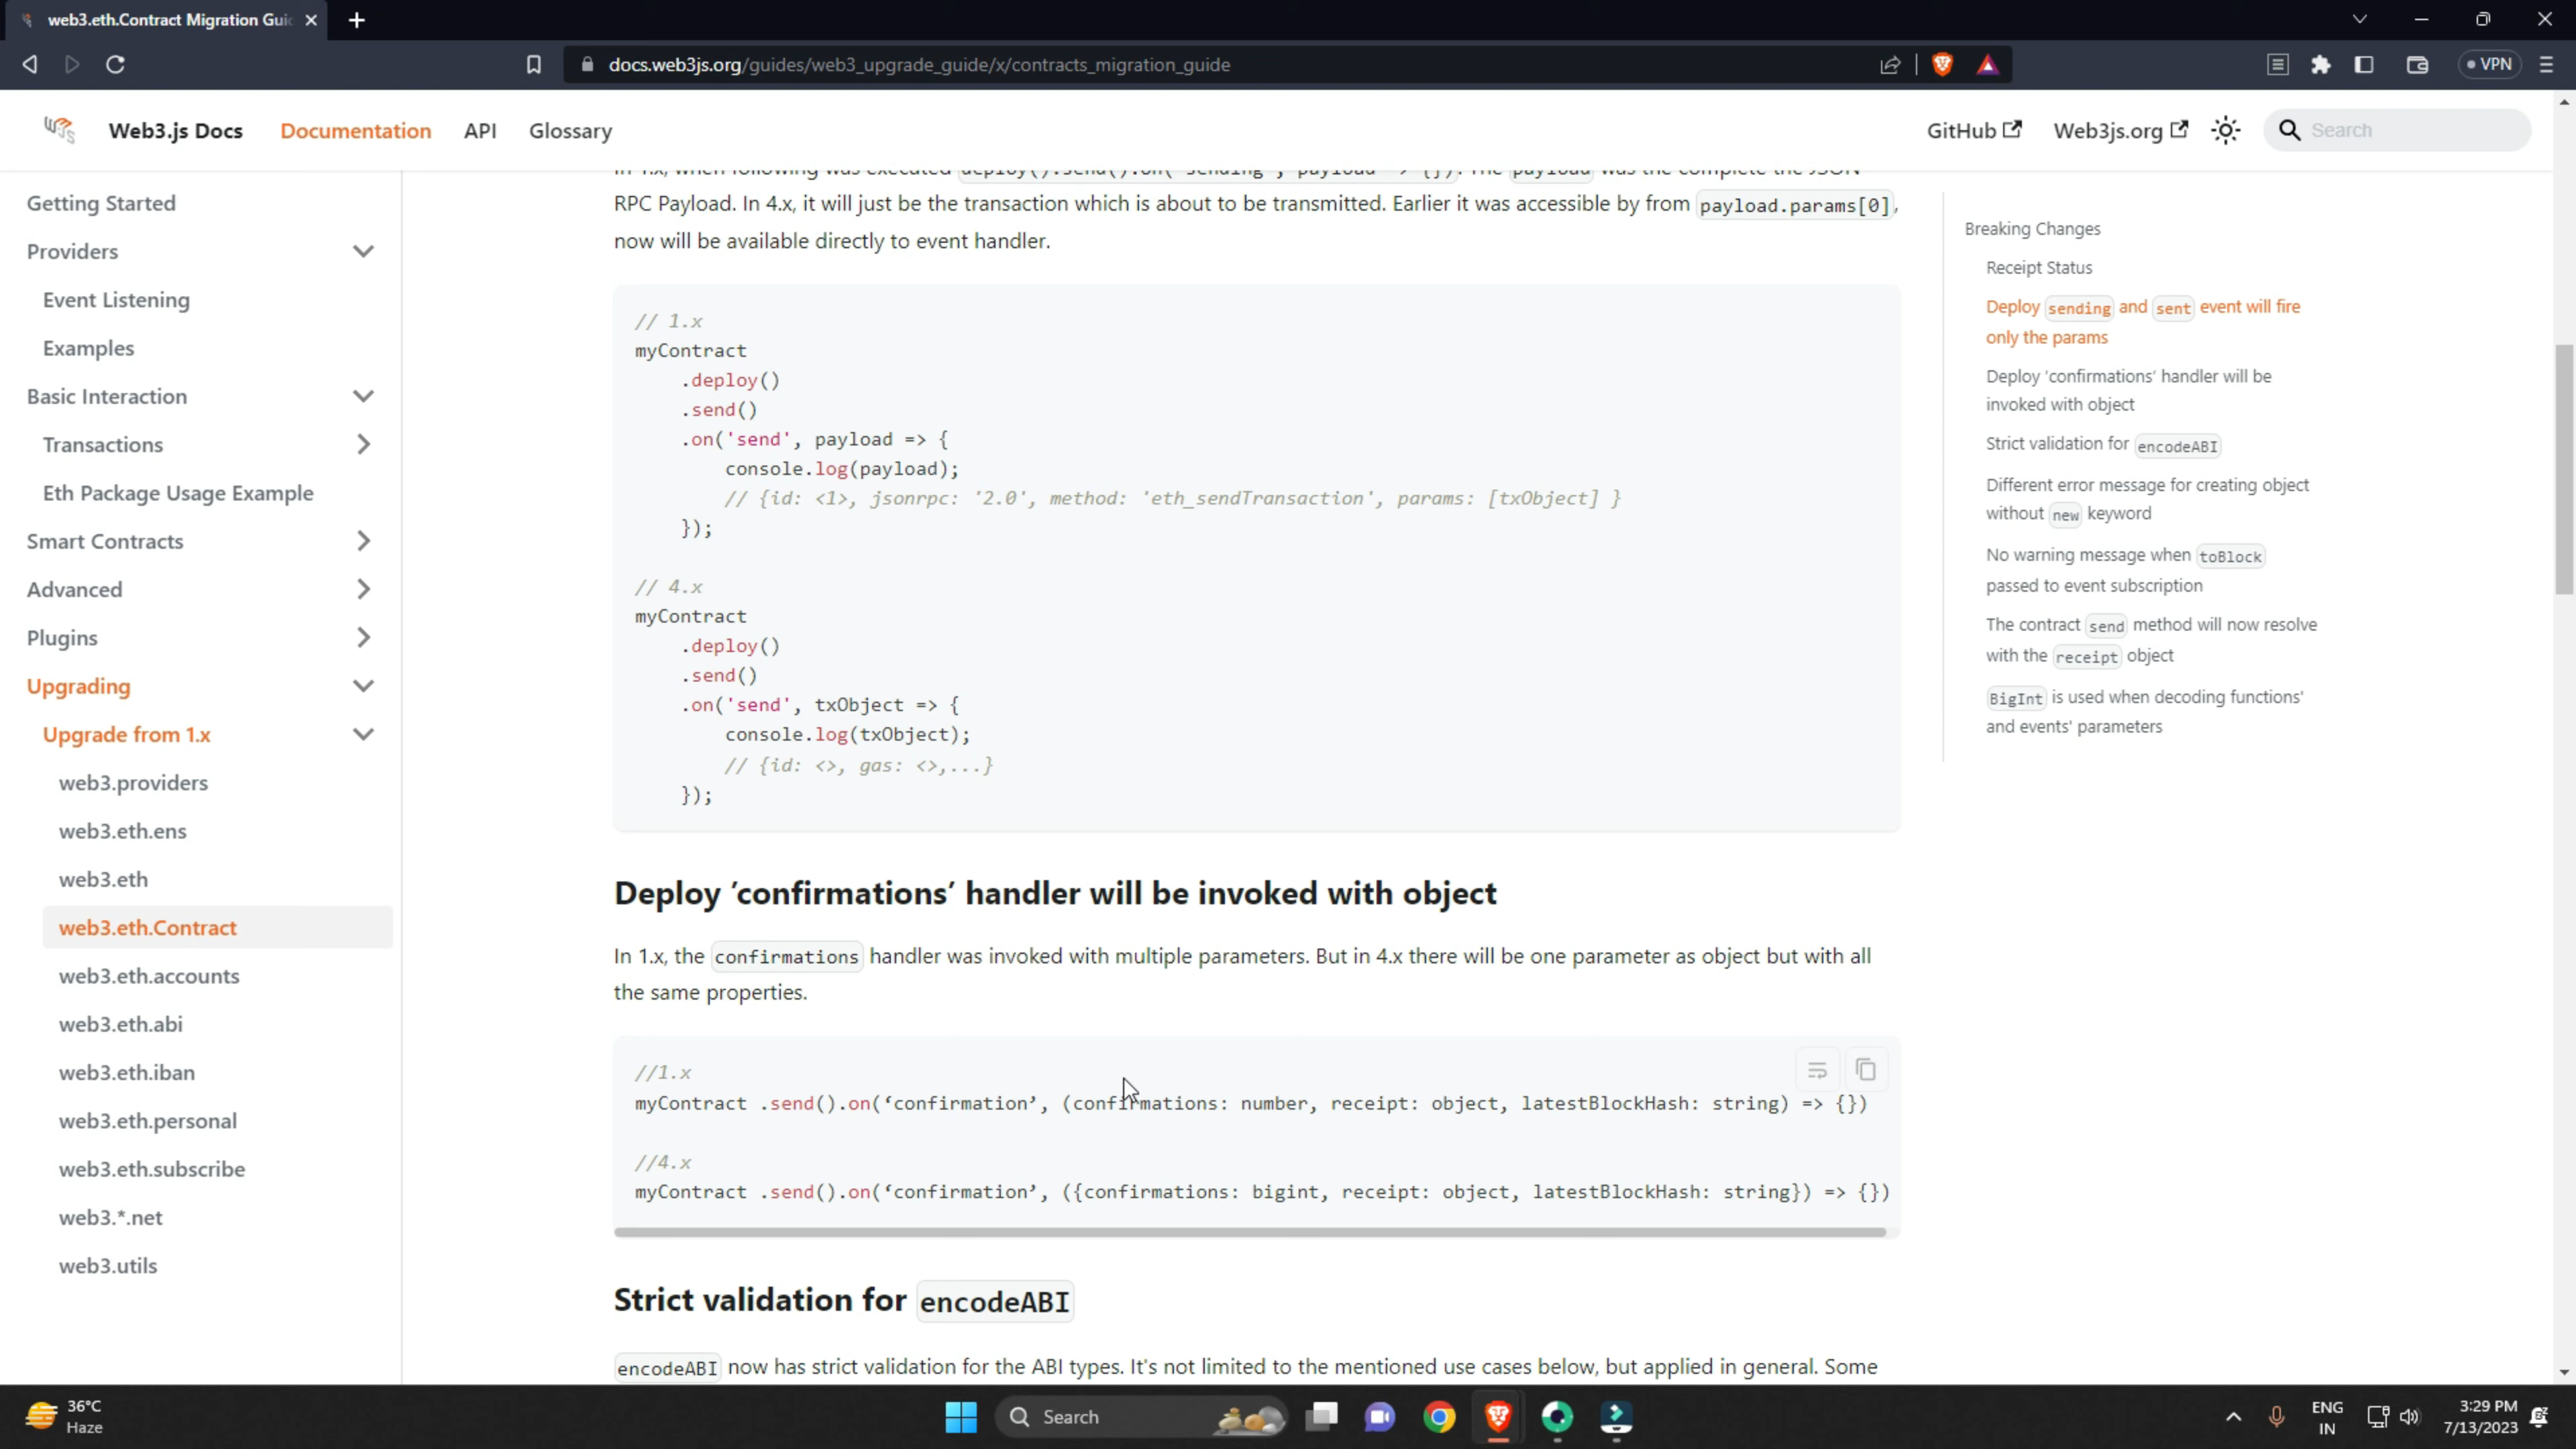 web3.eth.Contract Migration Gui
docs.web3js.org/guides/web3_upgrade_guide/x/contracts_migration_guide
VPN
Web3.js Docs
Documentation
API
Glossary
GitHub
Web3js.org
Search
Getting Started
Providers
Event Listening
Examples
Basic Interaction
Transactions
Eth Package Usage Example
Smart Contracts
Advanced
Plugins
Upgrading
Upgrade from 1.x
web3.providers
web3.eth.ens
web3.eth
web3.eth.Contract
web3.eth.accounts
web3.eth.abi
web3.eth.iban
web3.eth.personal
web3.eth.subscribe
web3.*.net
web3.utils
In 1.x, when following was executed deploy().send().on('sending', payload => {}). The payload was the complete the JSON
RPC Payload. In 4.x, it will just be the transaction which is about to be transmitted. Earlier it was accessible by from payload.params[0],
now will be available directly to event handler.
// 1.x
myContract
.deploy()
.send()
.on('send', payload => {
console.log(payload);
// {id: <1>, jsonrpc: '2.0', method: 'eth_sendTransaction', params: [txObject] }
});
// 4.x
myContract
.deploy()
.send()
.on('send', txObject => {
console.log(txObject);
// {id: <>, gas: <>,...}
});
Deploy ’confirmations’ handler will be invoked with object
In 1.x, the confirmations handler was invoked with multiple parameters. But in 4.x there will be one parameter as object but with all
the same properties.
//1.x
myContract .send().on(‘confirmation’, (confirmations: number, receipt: object, latestBlockHash: string) => {})
//4.x
myContract .send().on(‘confirmation’, ({confirmations: bigint, receipt: object, latestBlockHash: string}) => {})
Strict validation for encodeABI
encodeABI now has strict validation for the ABI types. It's not limited to the mentioned use cases below, but applied in general. Some
Breaking Changes
Receipt Status
Deploy sending and sent event will fire
only the params
Deploy ’confirmations’ handler will be
invoked with object
Strict validation for encodeABI
Different error message for creating object
without new keyword
No warning message when toBlock
passed to event subscription
The contract send method will now resolve
with the receipt object
BigInt is used when decoding functions'
and events' parameters
36°C
Haze
Search
ENG
IN
3:29 PM
7/13/2023